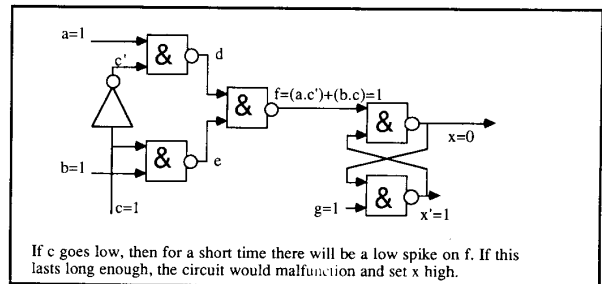 a=1
&
d
c'
&
f=(a.c')+(b.c)=1
&
x=0
&
e
b=1
&
g=1
x'=1
c=1
If c goes low, then for a short time there will be a low spike on f. If this
lasts long enough, the circuit would malfunction and set x high.